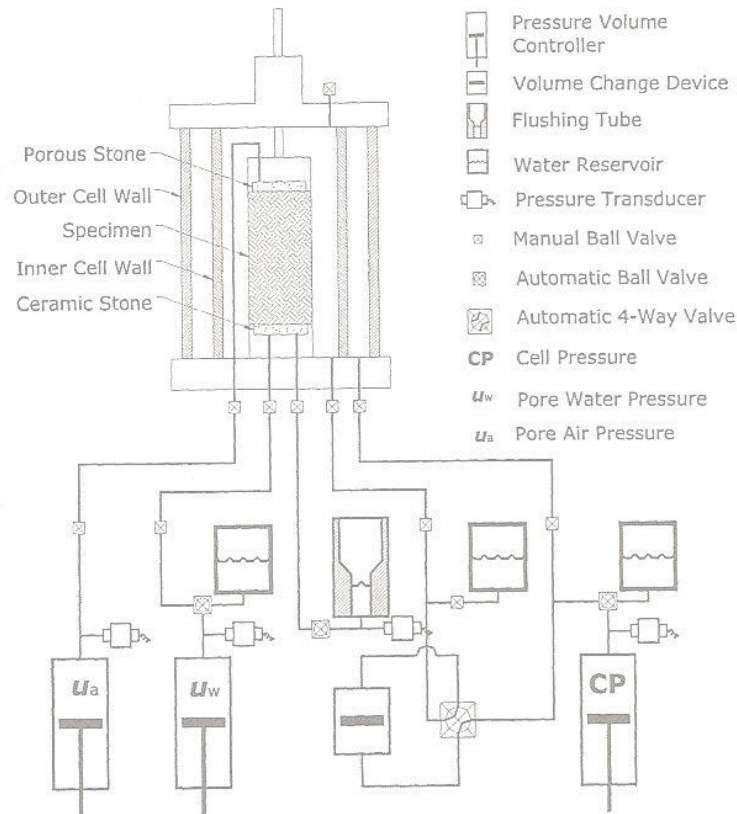 Pressure Volume
Controller
Volume Change Device
Flushing Tube
Water Reservoir
Pressure Transducer
Manual Ball Valve
Automatic Ball Valve
Automatic 4-Way Valve
CP Cell Pressure
uw Pore Water Pressure
ua Pore Air Pressure
Porous Stone
Outer Cell Wall
Specimen
Inner Cell Wall
Ceramic Stone
ua
uw
CP